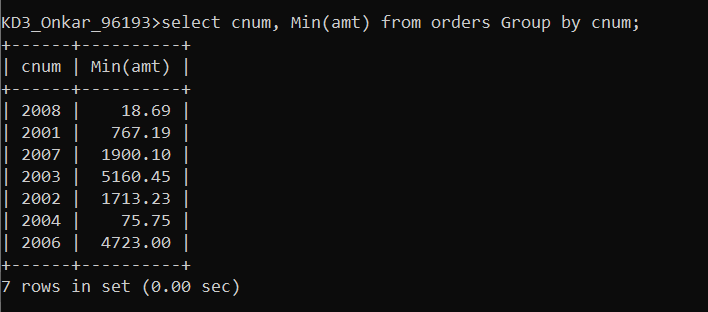 KD3_Onkar_96193>select cnum, Min(amt) from orders Group by cnum;
+------+----------+
| cnum | Min(amt) |
+------+----------+
| 2008 |    18.69 |
| 2001 |   767.19 |
| 2007 |  1900.10 |
| 2003 |  5160.45 |
| 2002 |  1713.23 |
| 2004 |    75.75 |
| 2006 |  4723.00 |
+------+----------+
7 rows in set (0.00 sec)